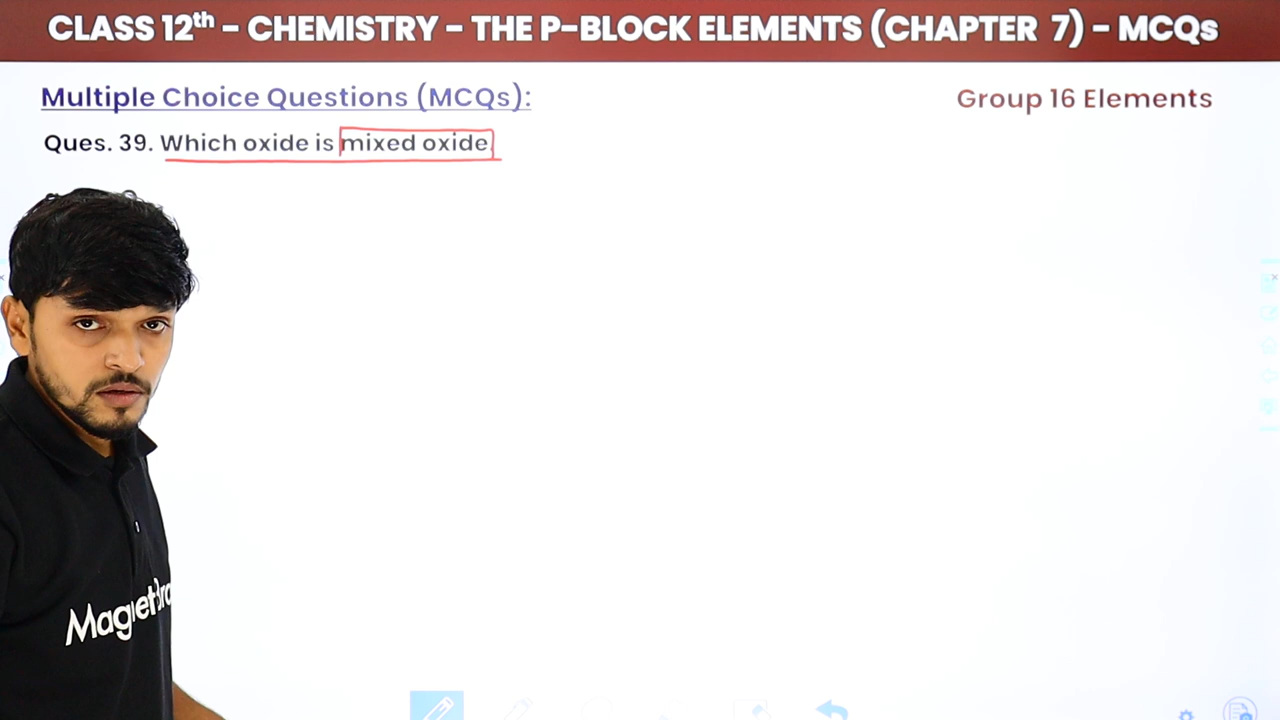 CLASS 12th - CHEMISTRY - THE P-BLOCK ELEMENTS (CHAPTER 7) - MCQs
Multiple Choice Questions (MCQs):
Group 16 Elements
Ques. 39. Which oxide is mixed oxide.